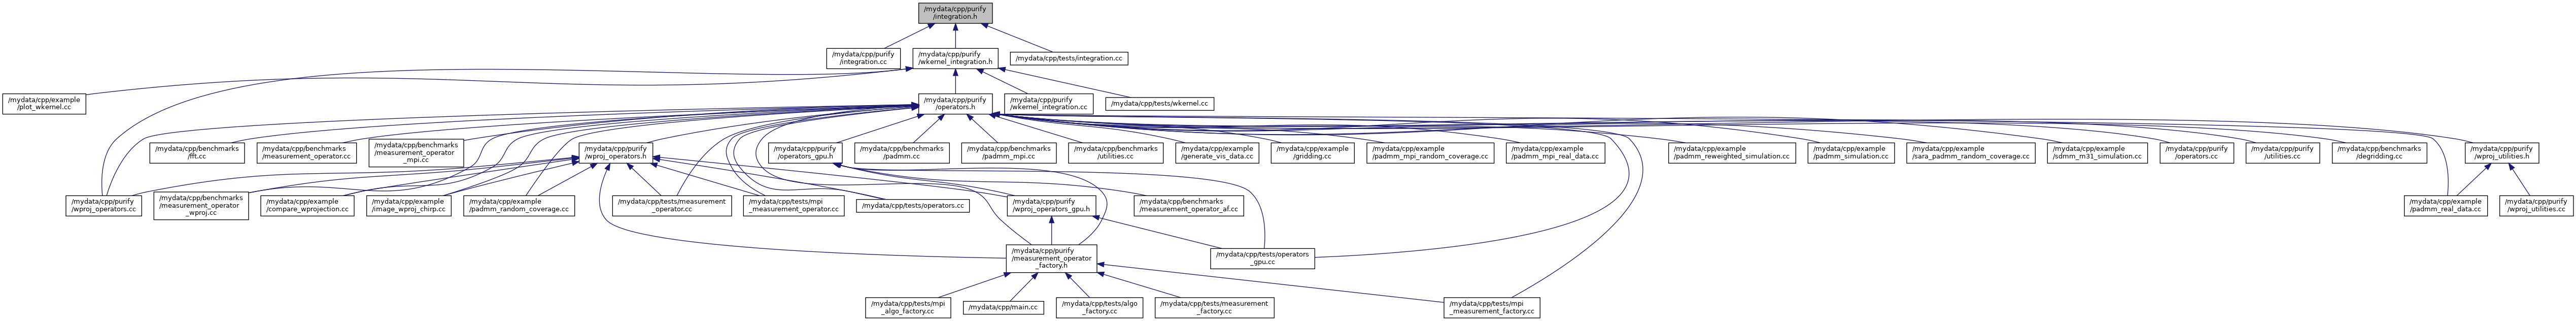 /mydata/cpp/purify
/integration.h
/mydata/cpp/purify
/integration.cc
/mydata/cpp/purify
/wkernel_integration.h
/mydata/cpp/tests/integration.cc
/mydata/cpp/example
/plot_wkernel.cc
/mydata/cpp/purify
/operators.h
/mydata/cpp/purify
/wkernel_integration.cc
/mydata/cpp/tests/wkernel.cc
/mydata/cpp/benchmarks
/fft.cc
/mydata/cpp/benchmarks
/measurement_operator.cc
/mydata/cpp/benchmarks
/measurement_operator
_mpi.cc
/mydata/cpp/purify
/wproj_operators.h
/mydata/cpp/purify
/operators_gpu.h
/mydata/cpp/benchmarks
/padmm.cc
/mydata/cpp/benchmarks
/padmm_mpi.cc
/mydata/cpp/benchmarks
/utilities.cc
/mydata/cpp/example
/generate_vis_data.cc
/mydata/cpp/example
/gridding.cc
/mydata/cpp/example
/padmm_mpi_random_coverage.cc
/mydata/cpp/example
/padmm_mpi_real_data.cc
/mydata/cpp/example
/padmm_reweighted_simulation.cc
/mydata/cpp/example
/padmm_simulation.cc
/mydata/cpp/example
/sara_padmm_random_coverage.cc
/mydata/cpp/example
/sdmm_m31_simulation.cc
/mydata/cpp/purify
/operators.cc
/mydata/cpp/purify
/utilities.cc
/mydata/cpp/benchmarks
/degridding.cc
/mydata/cpp/purify
/wproj_utilities.h
/mydata/cpp/purify
/wproj_operators.cc
/mydata/cpp/benchmarks
/measurement_operator
_wproj.cc
/mydata/cpp/example
/compare_wprojection.cc
/mydata/cpp/example
/image_wproj_chirp.cc
/mydata/cpp/example
/padmm_random_coverage.cc
/mydata/cpp/tests/measurement
_operator.cc
/mydata/cpp/tests/mpi
_measurement_operator.cc
/mydata/cpp/tests/operators.cc
/mydata/cpp/purify
/wproj_operators_gpu.h
/mydata/cpp/benchmarks
/measurement_operator_af.cc
/mydata/cpp/example
/padmm_real_data.cc
/mydata/cpp/purify
/wproj_utilities.cc
/mydata/cpp/purify
/measurement_operator
_factory.h
/mydata/cpp/tests/operators
_gpu.cc
/mydata/cpp/tests/mpi
_algo_factory.cc
/mydata/cpp/main.cc
/mydata/cpp/tests/algo
_factory.cc
/mydata/cpp/tests/measurement
_factory.cc
/mydata/cpp/tests/mpi
_measurement_factory.cc